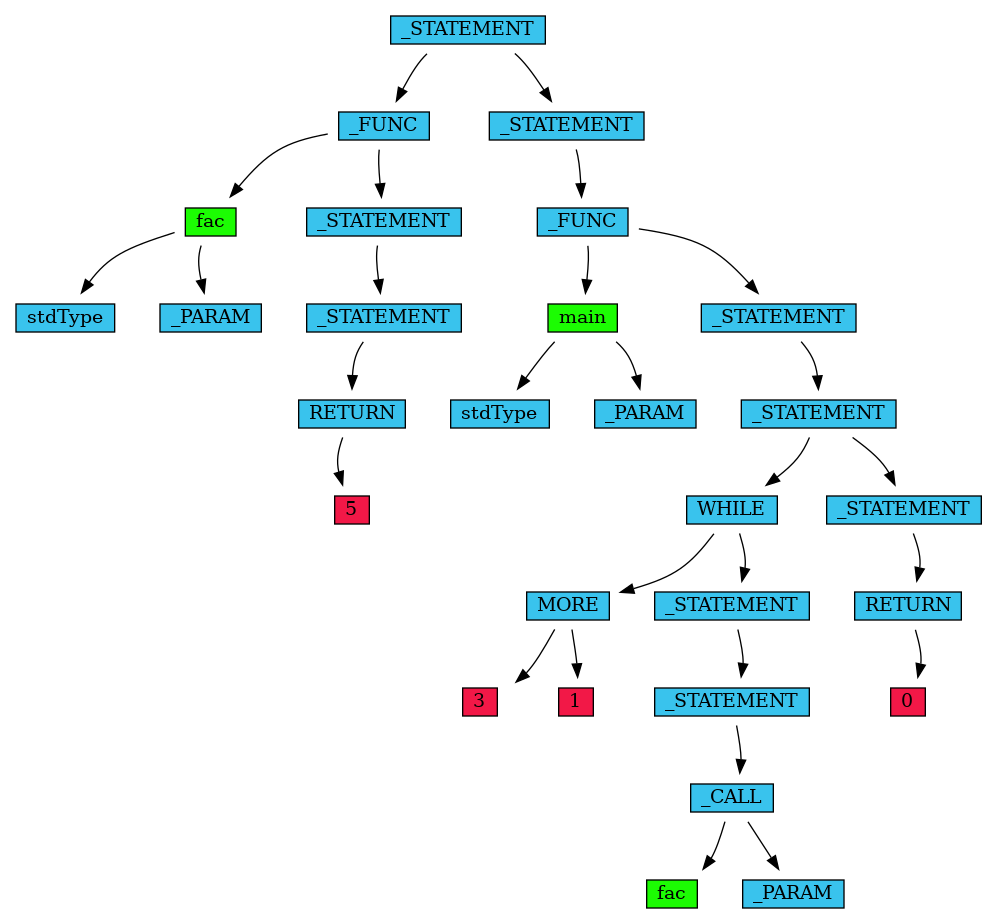 _STATEMENT
_FUNC
_STATEMENT
fac
_STATEMENT
_FUNC
stdType
_PARAM
_STATEMENT
main
_STATEMENT
RETURN
stdType
_PARAM
_STATEMENT
5
WHILE
_STATEMENT
MORE
_STATEMENT
RETURN
3
1
_STATEMENT
0
_CALL
fac
_PARAM